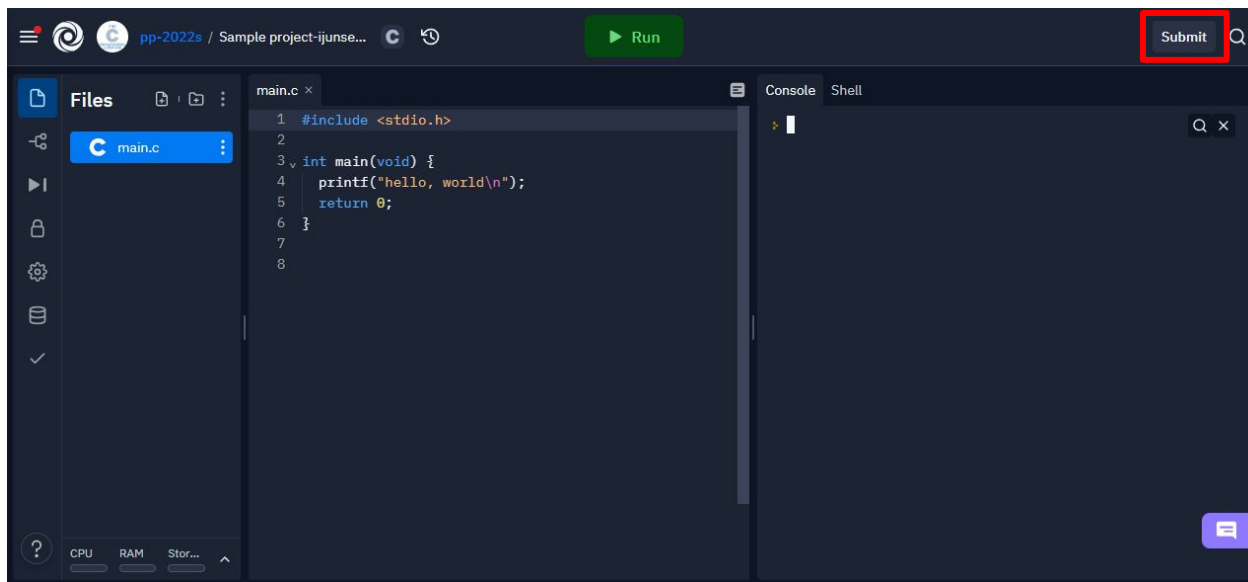 pp-2022s / Sample project-ijunse... C
Run
Submit
Files
C main.c
main.c ×
1 #include <stdio.h>
2
3 int main(void) {
4 printf("hello, world\n");
5 return 0;
6 }
7
8
Console Shell
CPU RAM Stor...
?